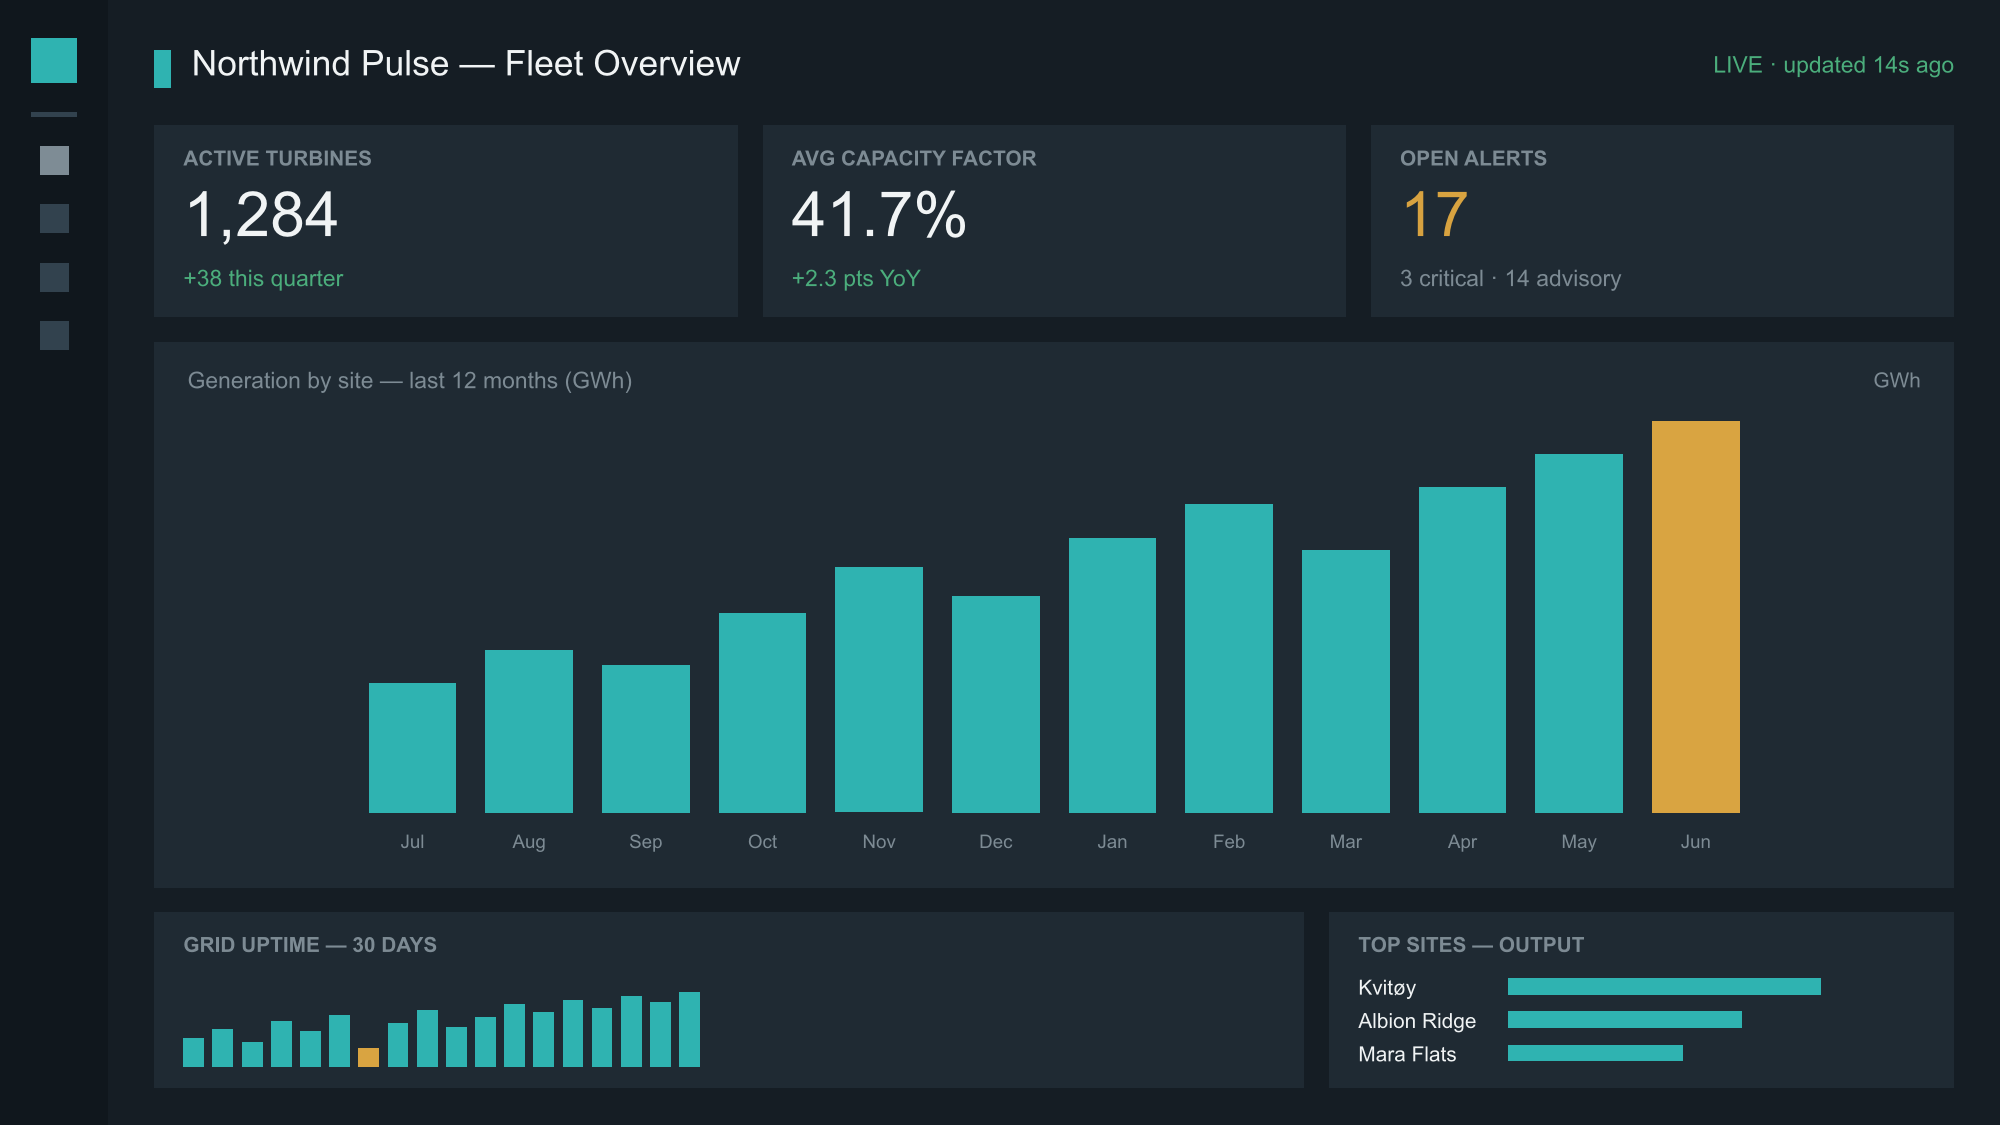 Northwind Pulse — Fleet Overview
LIVE · updated 14s ago
ACTIVE TURBINES
1,284
+38 this quarter
AVG CAPACITY FACTOR
41.7%
+2.3 pts YoY
OPEN ALERTS
17
3 critical · 14 advisory
Generation by site — last 12 months (GWh)
GWh
Jul Aug Sep Oct Nov Dec Jan Feb Mar Apr May Jun
GRID UPTIME — 30 DAYS
TOP SITES — OUTPUT
Kvitøy
Albion Ridge
Mara Flats